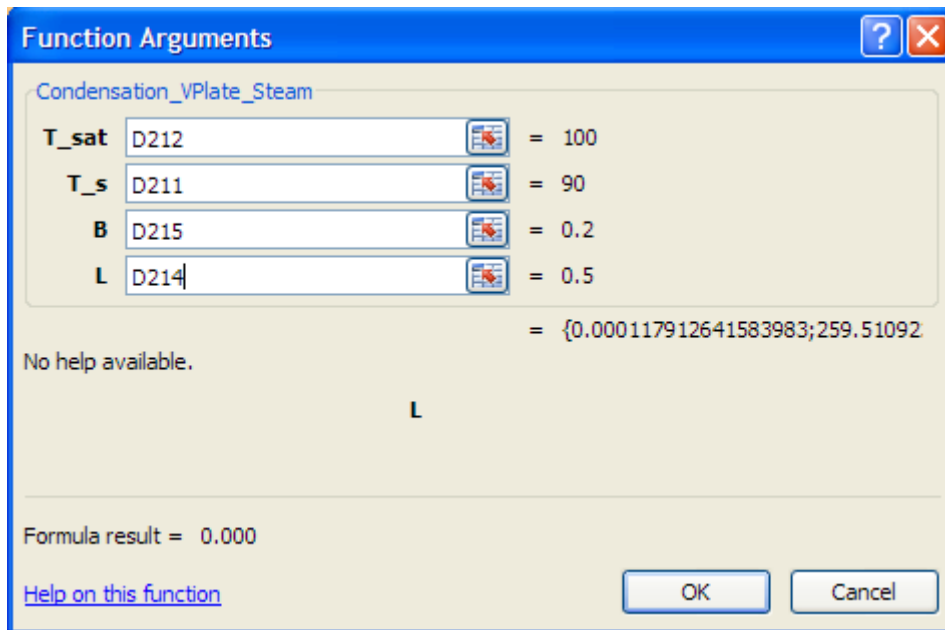 Function Arguments
Condensation_VPlate_Steam
T_sat D212 = 100
T_s D211 = 90
B D215 = 0.2
L D214 = 0.5
= {0.000117912641583983;259.51092
No help available.
L
Formula result = 0.000
Help on this function OK Cancel